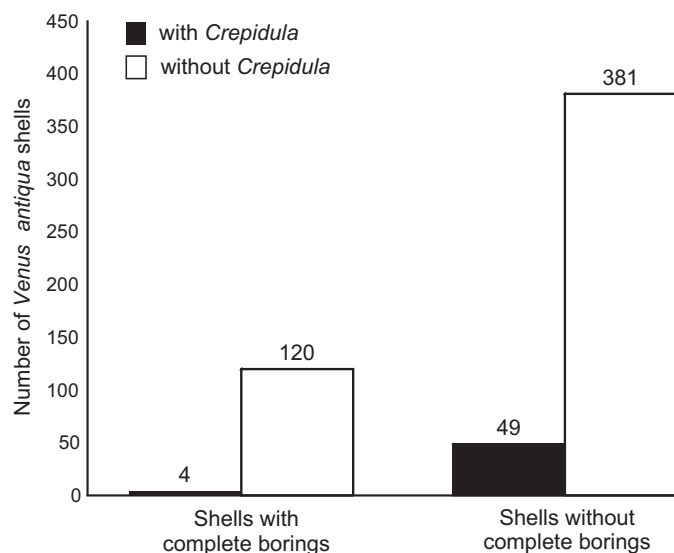 450
400
350
300
250
200
150
100
50
0
Number of Venus antiqua shells
with Crepidula
without Crepidula
4
120
49
381
Shells with
complete borings
Shells without
complete borings